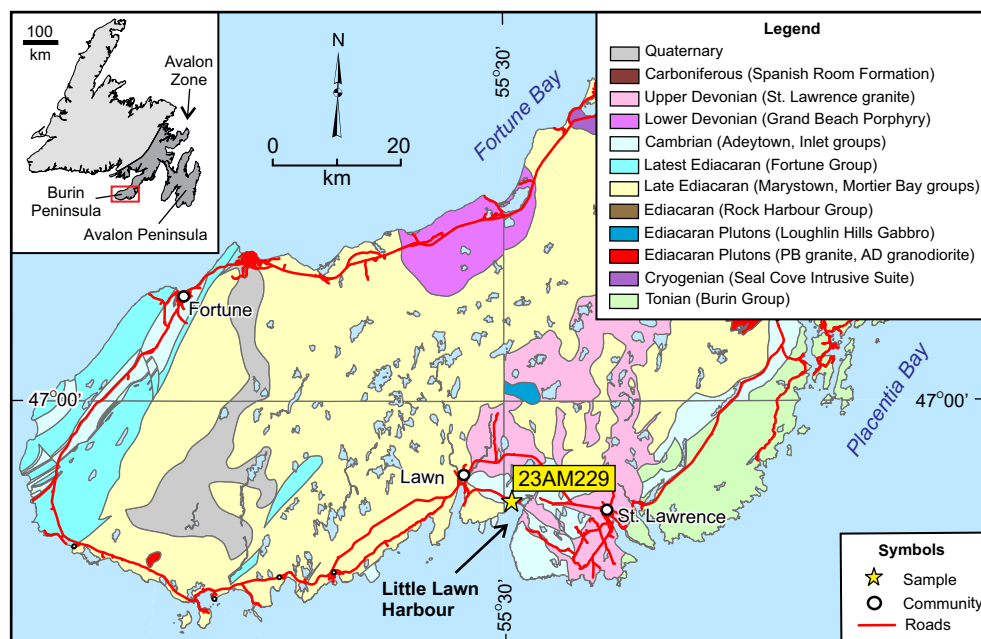 100
km
Avalon
Zone
Burin
Peninsula
Avalon Peninsula
N
20
0
20
km
55°30'
Fortune Bay
Legend
Quaternary
Carboniferous (Spanish Room Formation)
Upper Devonian (St. Lawrence granite)
Lower Devonian (Grand Beach Porphyry)
Cambrian (Adeytown, Inlet groups)
Latest Ediacaran (Fortune Group)
Late Ediacaran (Marystown, Mortier Bay groups)
Ediacaran (Rock Harbour Group)
Ediacaran Plutons (Loughlin Hills Gabbro)
Ediacaran Plutons (PB granite, AD granodiorite)
Cryogenian (Seal Cove Intrusive Suite)
Tonian (Burin Group)
Fortune
47°00'
47°00'
Placentia Bay
Lawn
23AM229
St. Lawrence
Little Lawn
Harbour
55°30'
Symbols
Sample
Community
Roads